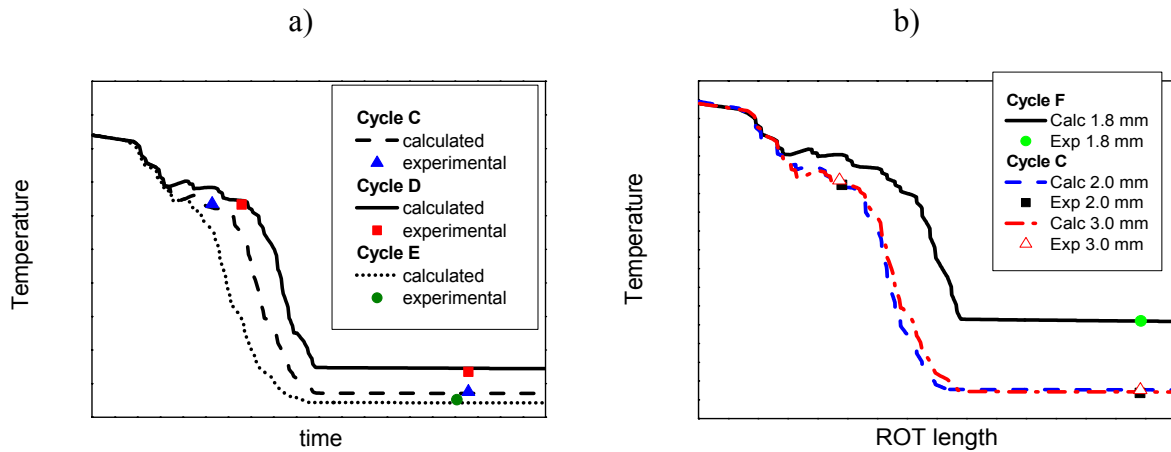 a)
Temperature
Cycle C
calculated
experimental
Cycle D
calculated
experimental
Cycle E
calculated
experimental
time
b)
Temperature
Cycle F
Calc 1.8 mm
Exp 1.8 mm
Cycle C
Calc 2.0 mm
Exp 2.0 mm
Calc 3.0 mm
Exp 3.0 mm
ROT length